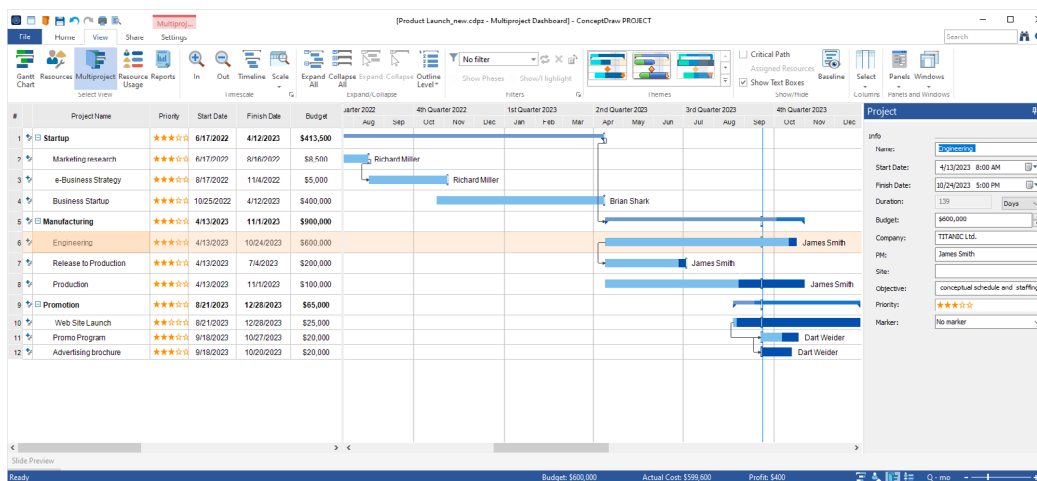 [Product Launch_new.cdpz - Multiproject Dashboard] - ConceptDraw PROJECT
Multiproj...
File Home View Share Settings Search
Gantt Chart Resources Multiproject Resource Usage Reports
Select View
In Out Timeline Scale
Timescale
Expand All Collapse All Expand Collapse Outline Level
Expand/Collapse
No filter
Show Phases Show/Highlight
Filters
Themes
Critical Path
Assigned Resources
Show Text Boxes
Baseline
Show/Hide
Select
Columns
Panels Windows
Panels and Windows
# Project Name Priority Start Date Finish Date Budget
4th Quarter 2022 1st Quarter 2023 2nd Quarter 2023 3rd Quarter 2023 4th Quarter 2023
Aug Sep Oct Nov Dec Jan Feb Mar Apr May Jun Jul Aug Sep Oct Nov Dec
1 Startup 6/17/2022 4/12/2023 $413,500
2 Marketing research 6/17/2022 8/16/2022 $8,500 Richard Miller
3 e-Business Strategy 8/17/2022 11/4/2022 $5,000 Richard Miller
4 Business Startup 10/25/2022 4/12/2023 $400,000 Brian Shark
5 Manufacturing 4/13/2023 11/1/2023 $900,000
6 Engineering 4/13/2023 10/24/2023 $600,000 James Smith
7 Release to Production 4/13/2023 7/4/2023 $200,000 James Smith
8 Production 4/13/2023 11/1/2023 $100,000 James Smith
9 Promotion 8/21/2023 12/28/2023 $65,000
10 Web Site Launch 8/21/2023 12/28/2023 $25,000
11 Promo Program 9/18/2023 10/27/2023 $20,000 Dart Weider
12 Advertising brochure 9/18/2023 10/20/2023 $20,000 Dart Weider
Project
Info
Name: Engineering
Start Date: 4/13/2023 8:00 AM
Finish Date: 10/24/2023 5:00 PM
Duration: 139 Days
Budget: $600,000
Company: TITANIC Ltd.
PM: James Smith
Site:
Objective: conceptual schedule and staffing
Priority:
Marker: No marker
Slide Preview
Ready Budget: $600,000 Actual Cost: $599,600 Profit: $400 Q - mo